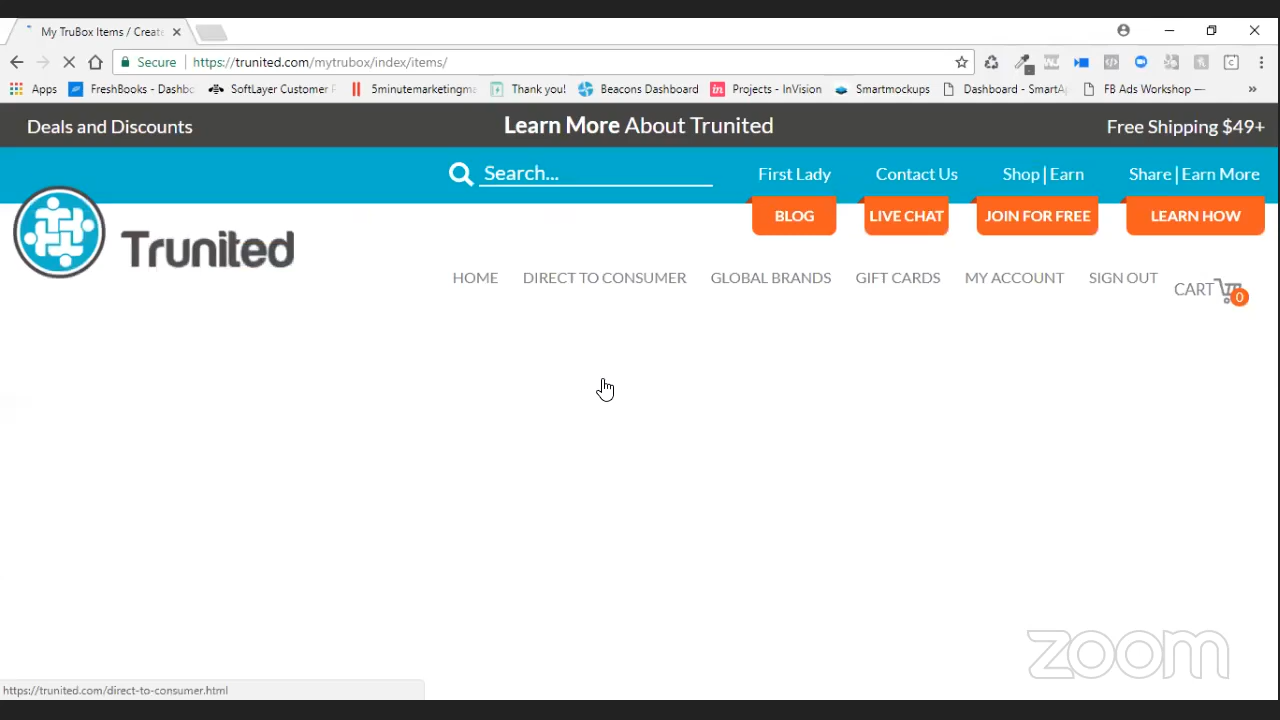 My TruBox Items / Create
Secure https://trunited.com/mytrubox/index/items/
Apps FreshBooks - Dashbo SoftLayer Customer P 5minutemarketingma Thank you! Beacons Dashboard Projects - InVision Smartmockups Dashboard - SmartAp FB Ads Workshop —
Deals and Discounts Learn More About Trunited Free Shipping $49+
Search... First Lady Contact Us Shop|Earn Share|Earn More
BLOG LIVE CHAT JOIN FOR FREE LEARN HOW
Trunited
HOME DIRECT TO CONSUMER GLOBAL BRANDS GIFT CARDS MY ACCOUNT SIGN OUT CART 0
zoom
https://trunited.com/direct-to-consumer.html